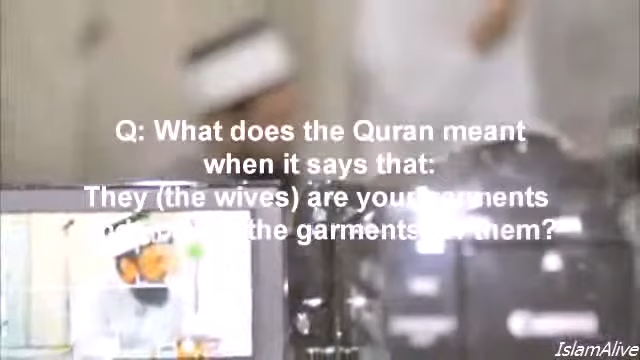 Q: What does the Quran meant
when it says that:
They (the wives) are your garments
the garments them?
IslamAlive